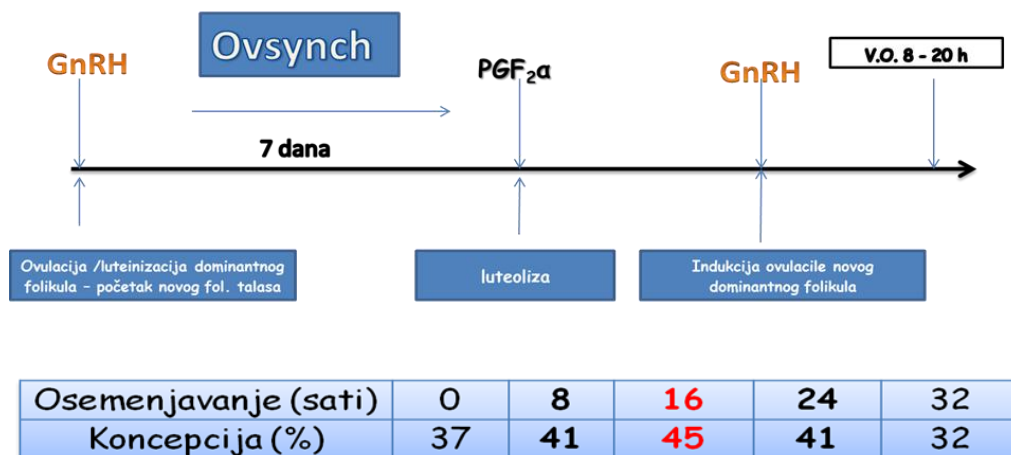 Ovsynch
GnRH
PGF₂α
GnRH
V.O. 8 - 20 h
7 dana
Ovulacija /luteinizacija dominantnog
folikula – početak novog fol. talasa
luteoliza
Indukcija ovulacile novog
dominantnog folikula
Osemenjavanje (sati) 0 8 16 24 32
Koncepcija (%) 37 41 45 41 32